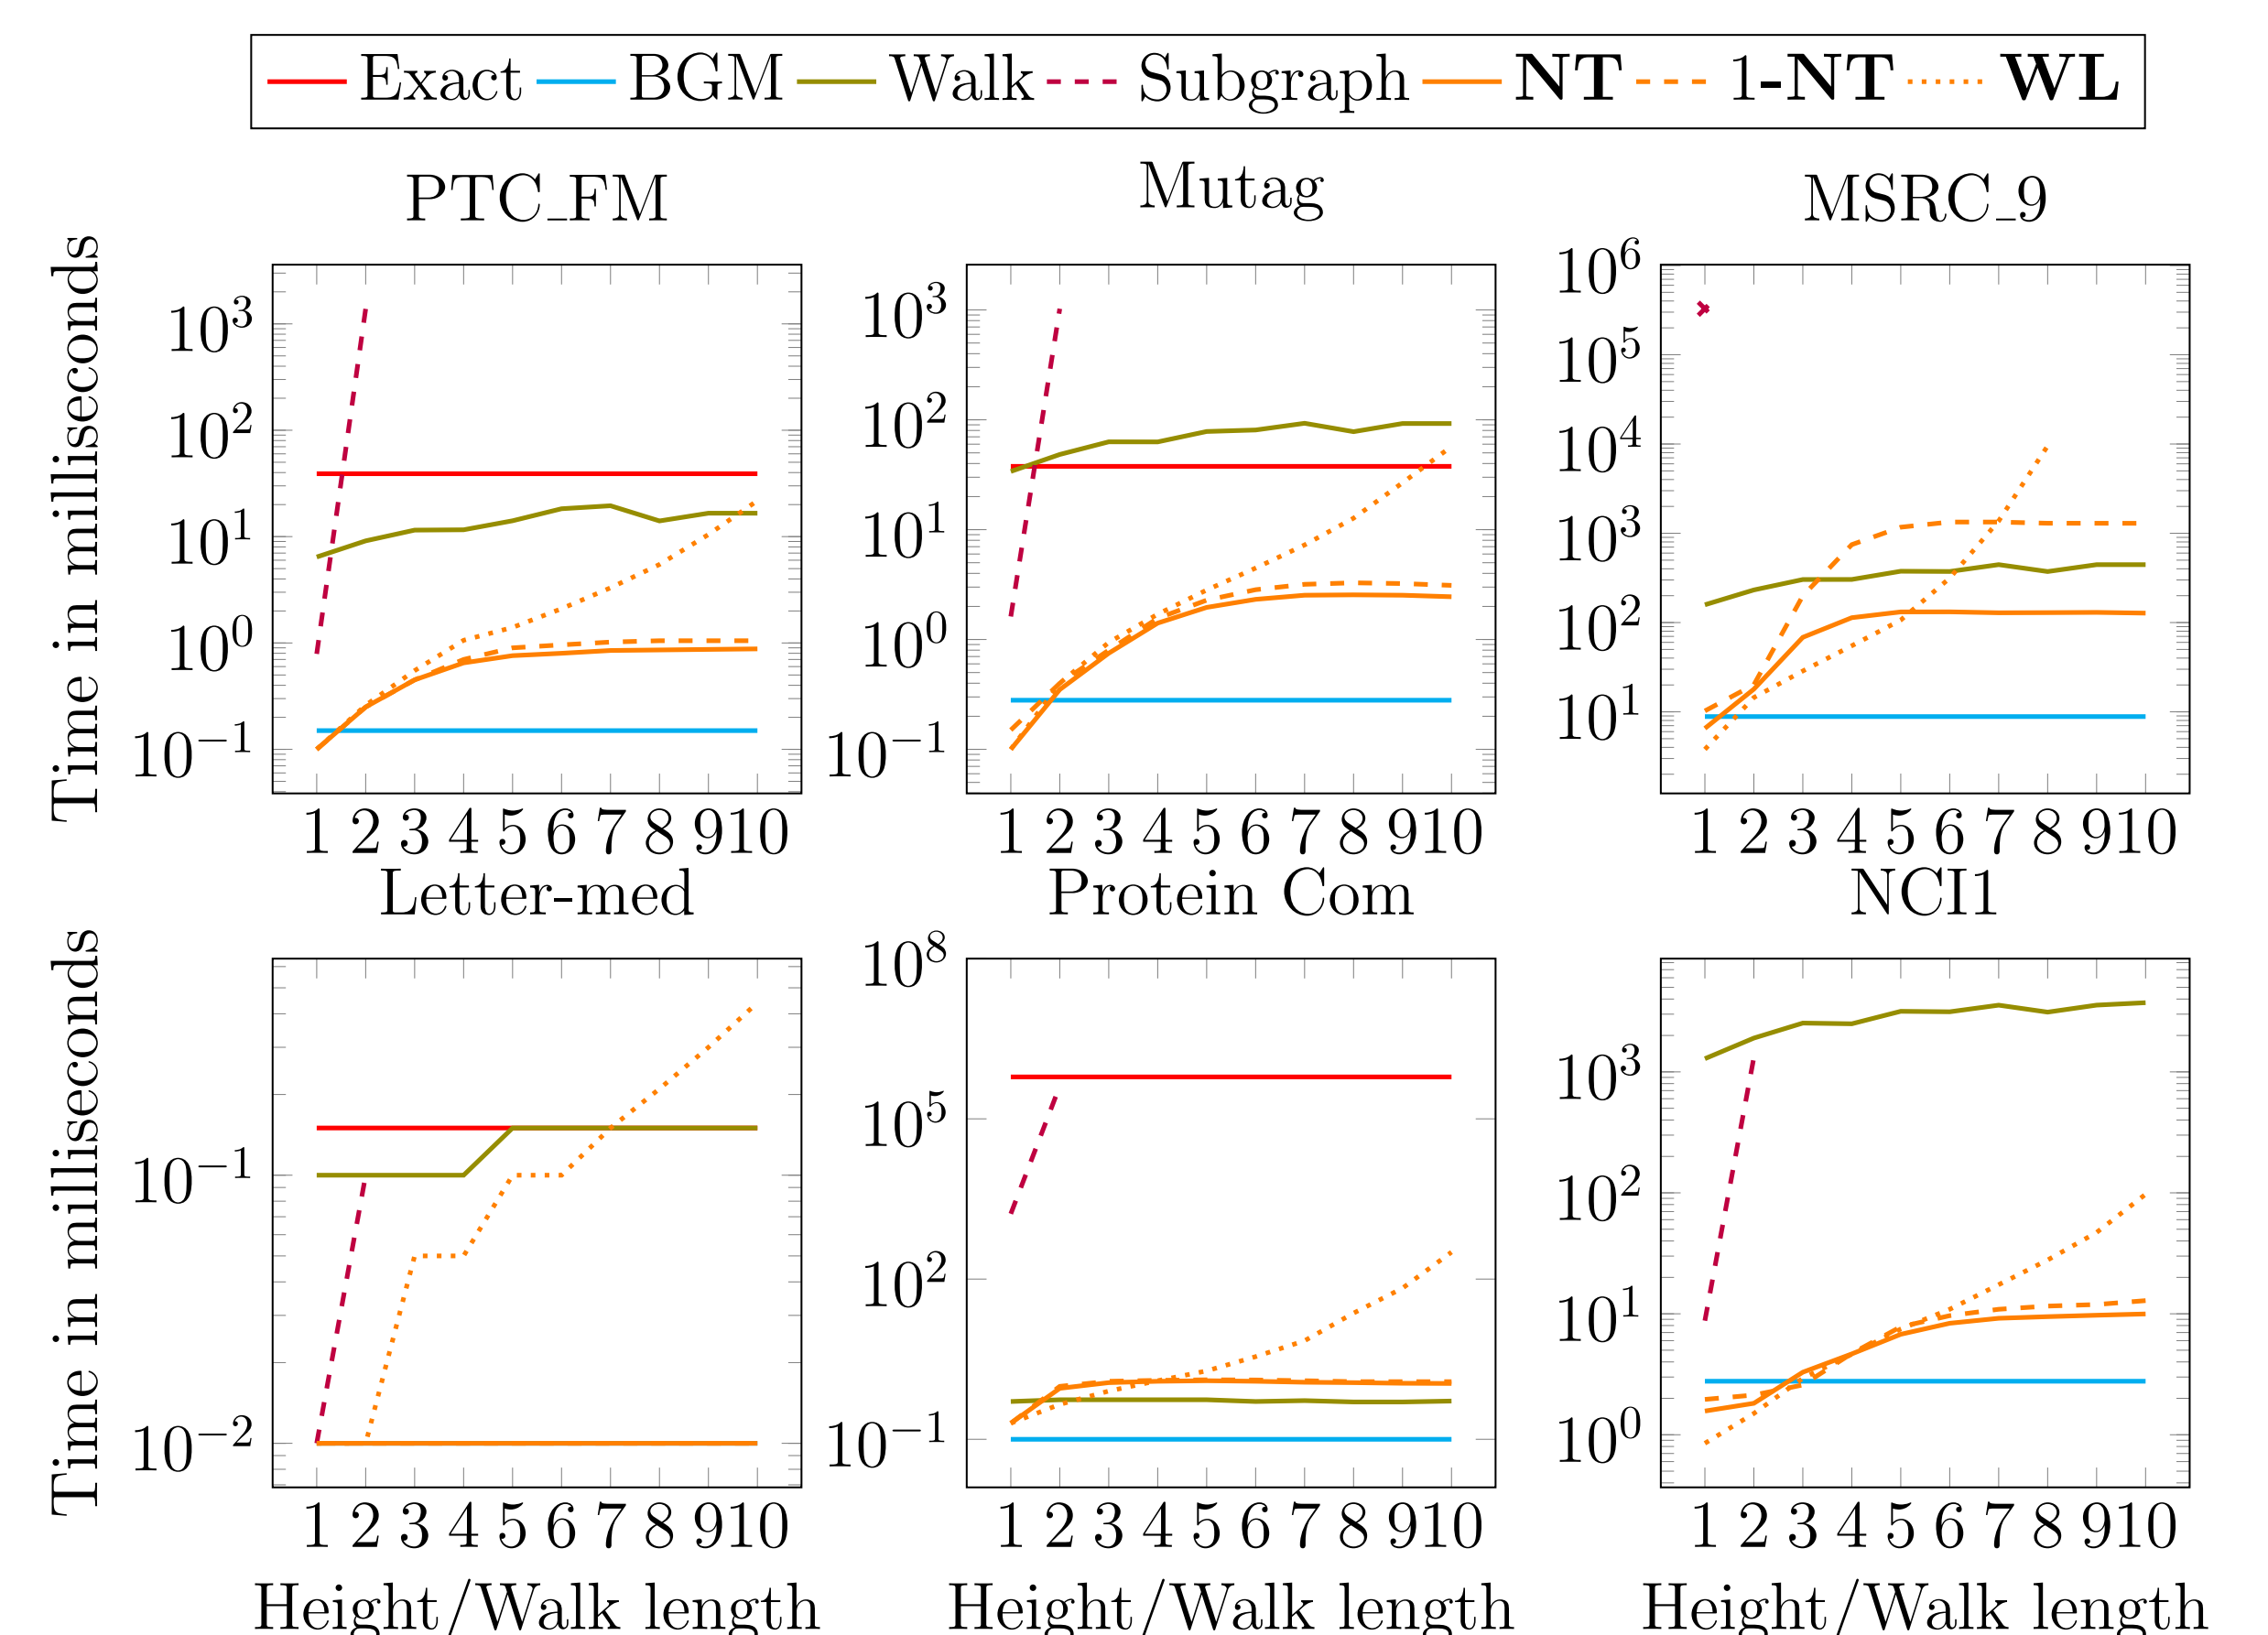 Exact BGM Walk Subgraph NT 1-NT WL
PTC_FM Mutag MSRC_9
Time in milliseconds
10^3
10^2
10^1
10^0
10^−1
1 2 3 4 5 6 7 8 9 10
10^3
10^2
10^1
10^0
10^−1
1 2 3 4 5 6 7 8 9 10
10^6
10^5
10^4
10^3
10^2
10^1
1 2 3 4 5 6 7 8 9 10
Letter-med Protein Com NCI1
Time in milliseconds
10^−1
10^−2
1 2 3 4 5 6 7 8 9 10
Height/Walk length
10^8
10^5
10^2
10^−1
1 2 3 4 5 6 7 8 9 10
Height/Walk length
10^3
10^2
10^1
10^0
1 2 3 4 5 6 7 8 9 10
Height/Walk length